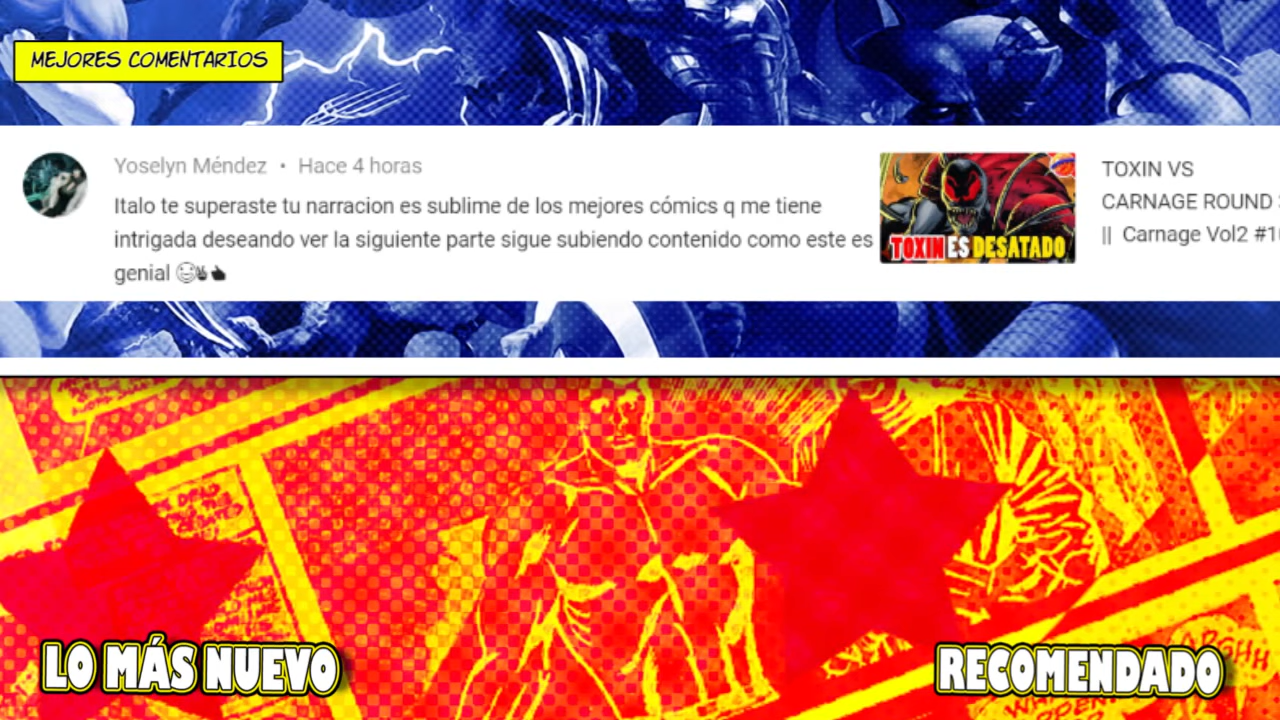 MEJORES COMENTARIOS
Yoselyn Méndez • Hace 4 horas
Italo te superaste tu narracion es sublime de los mejores cómics q me tiene
intrigada deseando ver la siguiente parte sigue subiendo contenido como este es
genial
TOXIN ES DESATADO
TOXIN VS
CARNAGE ROUND
|| Carnage Vol2
LO MÁS NUEVO
RECOMENDADO
ARGHH